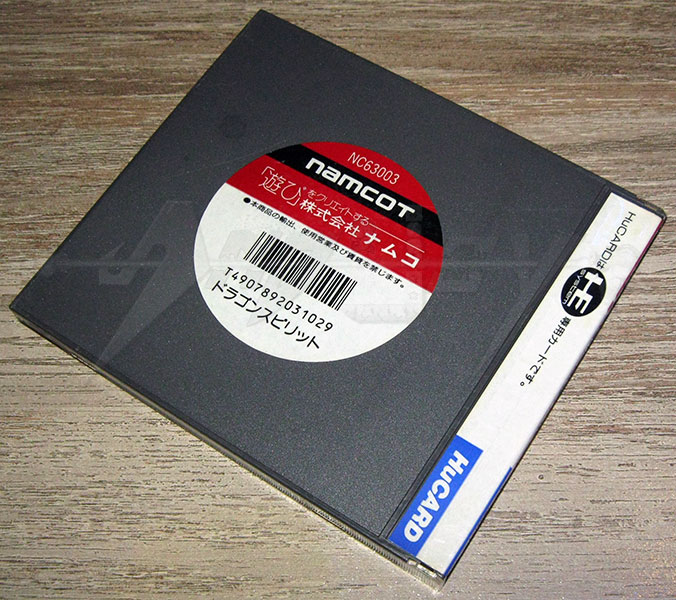 NC63003
namcot
「遊び」をクリエイトする
株式会社 ナムコ
●本商品の輸出、使用営業及び賃貸を禁じます。
T4907892031029
ドラゴンスピリット
HuCARDは
HE
system
専用カードです。
HuCARD